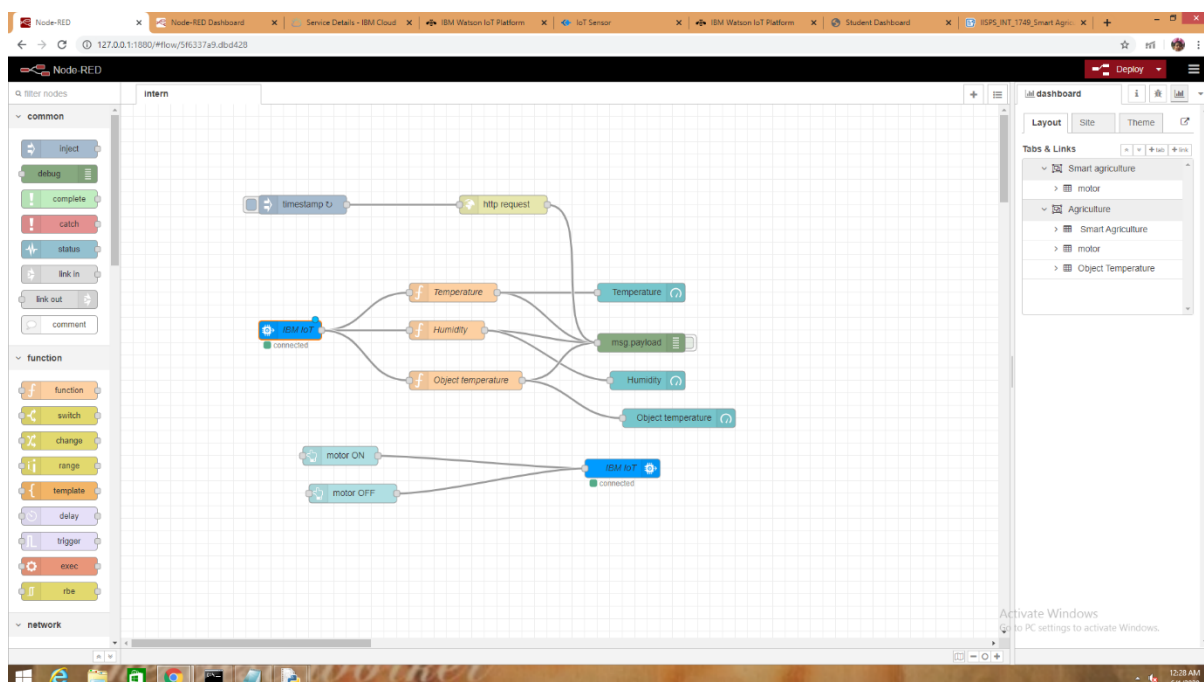 Node-RED
Node-RED Dashboard
Service Details - IBM Cloud
IBM Watson IoT Platform
IoT Sensor
IBM Watson IoT Platform
Student Dashboard
IISPS_INT_1749_Smart Agric
127.0.0.1:1880/#flow/5f6337a9.dbd428
Node-RED
Deploy
filter nodes
intern
dashboard
common
Layout Site Theme
inject
Tabs & Links
tab
link
debug
Smart agriculture
complete
motor
timestamp ↻
http request
catch
Agriculture
status
Smart Agriculture
motor
link in
Object Temperature
link out
Temperature
Temperature
comment
IBM IoT
Humidity
connected
msg.payload
function
Object temperature
Humidity
function
Object temperature
switch
change
motor ON
range
IBM IoT
connected
template
motor OFF
delay
trigger
exec
rbe
Activate Windows
Go to PC settings to activate Windows.
network
12:28 AM